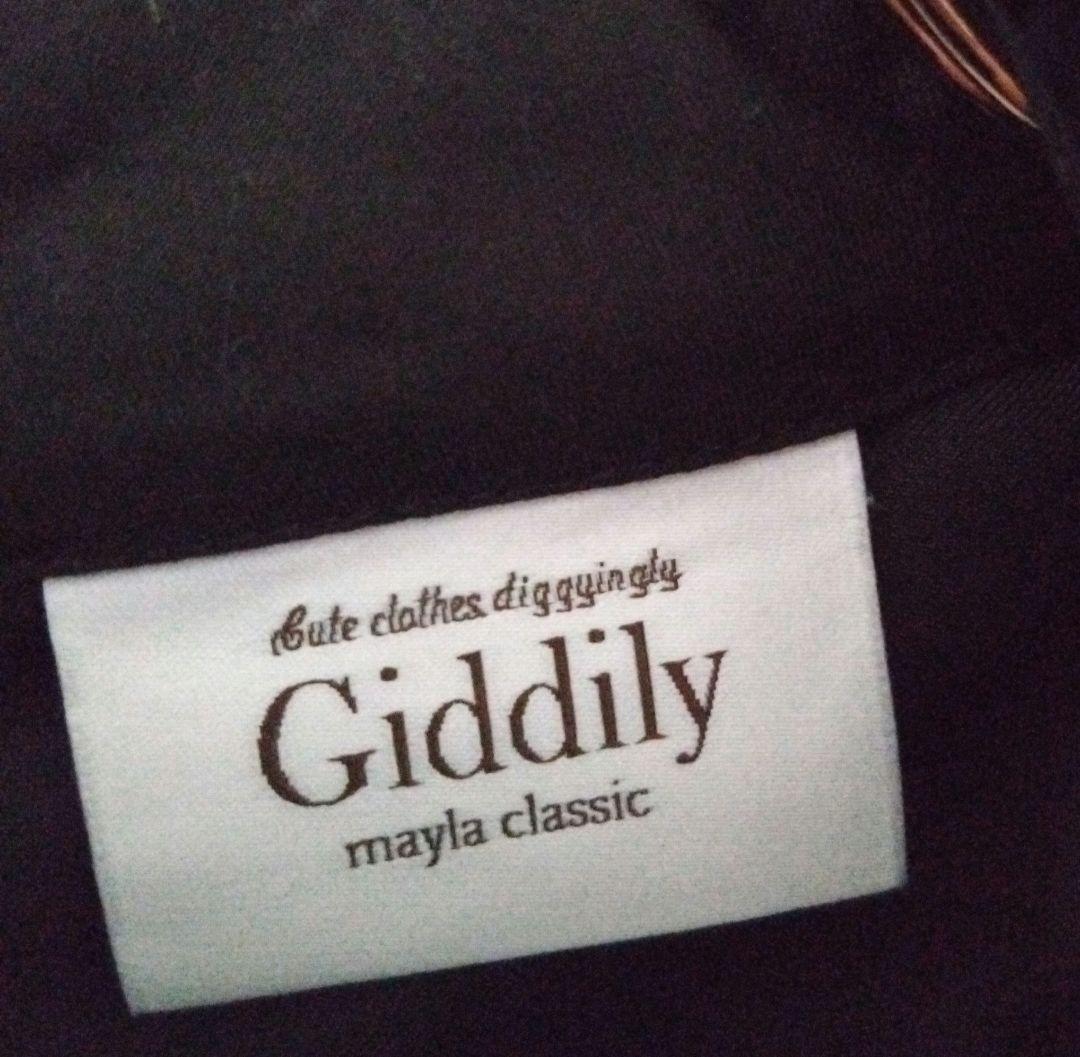 Cute clothes diggyingly
Giddily
mayla classic